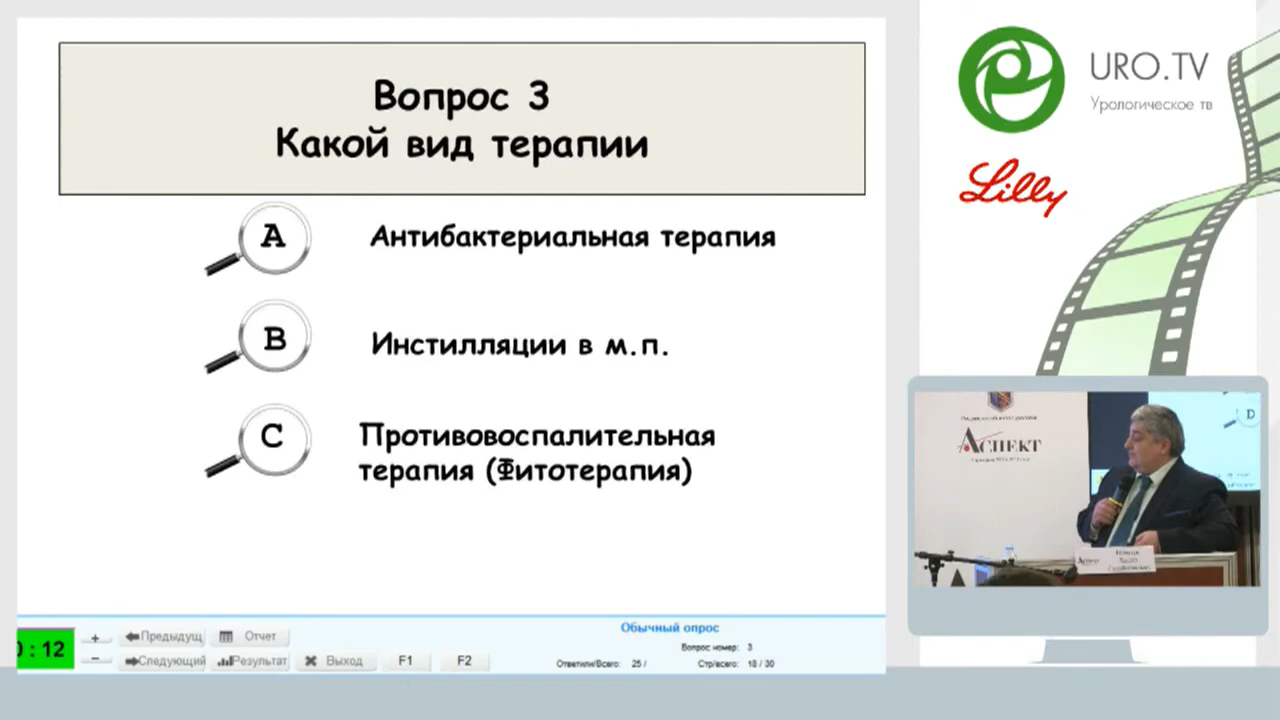 Вопрос 3
Какой вид терапии
A
Антибактериальная терапия
B
Инстилляции в м.п.
C
Противовоспалительная
терапия (Фитотерапия)
: 12
+
−
Предыдущ
Отчет
Следующий
Результат
Выход
F1
F2
Обычный опрос
Вопрос номер: 3
Ответили/Всего: 25 /
Стр/всего: 18 / 30
URO.TV
Урологическое тв
Lilly
АСПЕКТ
D